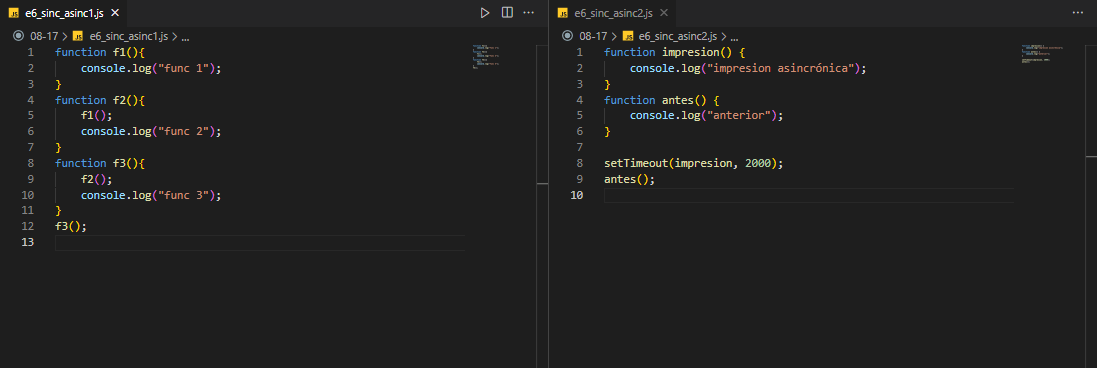 JS e6_sinc_asinc1.js
08-17 > JS e6_sinc_asinc1.js > ...
1 function f1(){
2 console.log("func 1");
3 }
4 function f2(){
5 f1();
6 console.log("func 2");
7 }
8 function f3(){
9 f2();
10 console.log("func 3");
11 }
12 f3();
13
JS e6_sinc_asinc2.js
08-17 > JS e6_sinc_asinc2.js > ...
1 function impresion() {
2 console.log("impresion asincrónica");
3 }
4 function antes() {
5 console.log("anterior");
6 }
7
8 setTimeout(impresion, 2000);
9 antes();
10